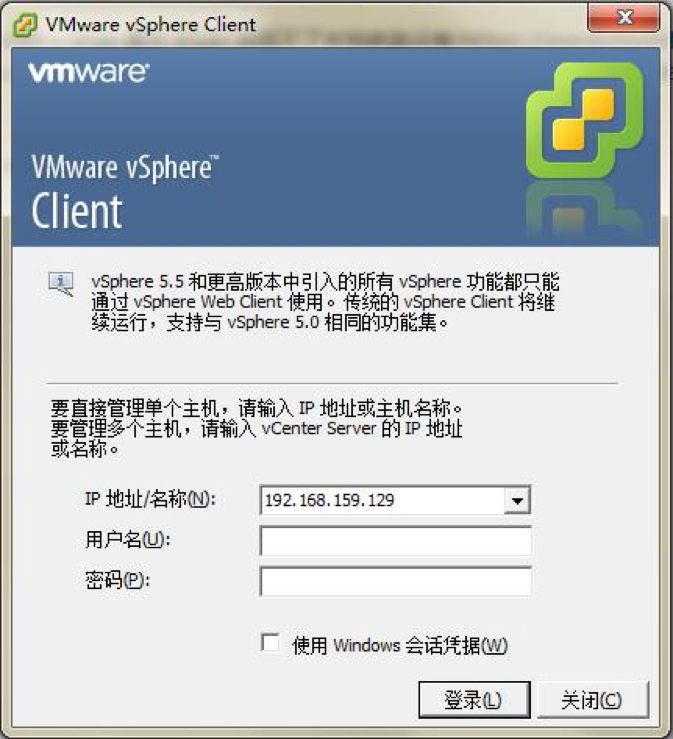 VMware vSphere Client
vmware®
VMware vSphere™
Client
vSphere 5.5 和更高版本中引入的所有 vSphere 功能都只能
通过 vSphere Web Client 使用。传统的 vSphere Client 将继
续运行，支持与 vSphere 5.0 相同的功能集。
要直接管理单个主机，请输入 IP 地址或主机名称。
要管理多个主机，请输入 vCenter Server 的 IP 地址
或名称。
IP 地址/名称(N):
192.168.159.129
用户名(U):
密码(P):
使用 Windows 会话凭据(W)
登录(L)
关闭(C)